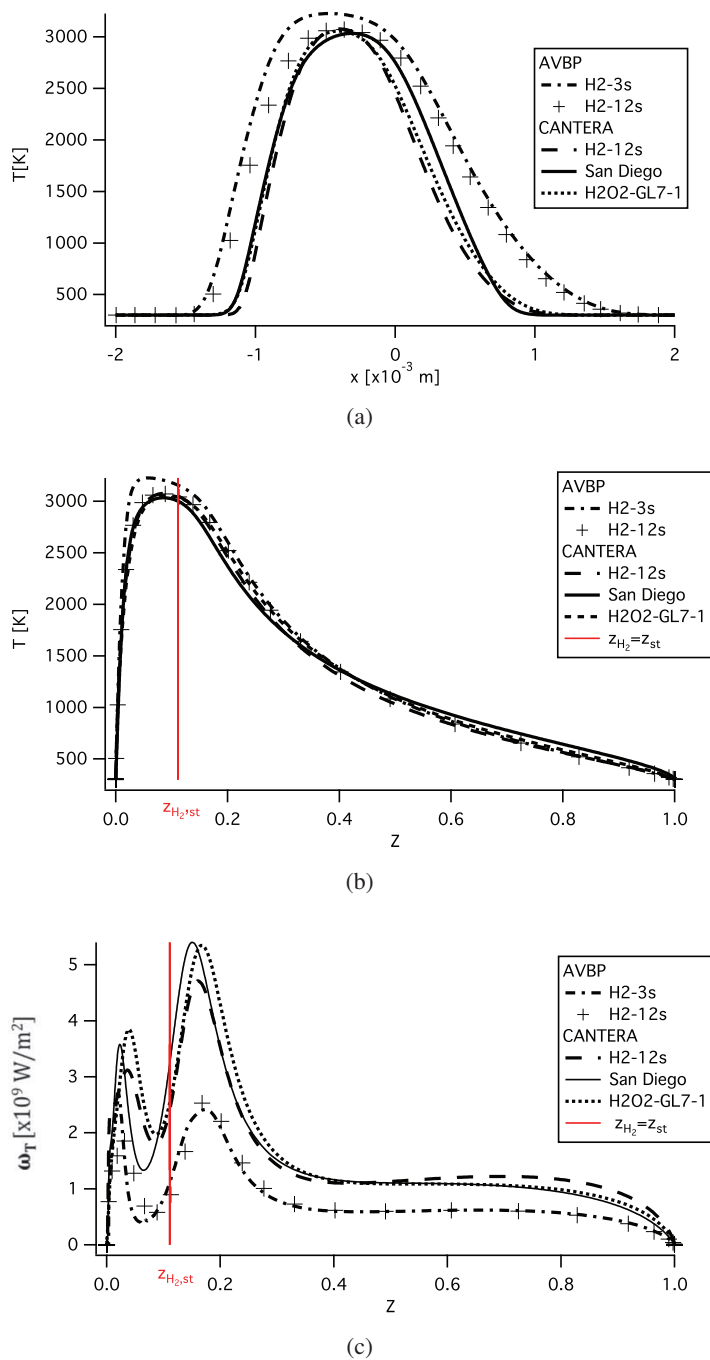 3000
2500
2000
1500
1000
500
T[K]
-2
-1
0
1
2
x [x10⁻³ m]
AVBP
H2-3s
H2-12s
CANTERA
H2-12s
San Diego
H2O2-GL7-1
(a)
3000
2500
2000
1500
1000
500
T [K]
0.0
0.2
0.4
0.6
0.8
1.0
z_H₂,st
Z
AVBP
H2-3s
H2-12s
CANTERA
H2-12s
San Diego
H2O2-GL7-1
z_H₂=z_st
(b)
5
4
3
2
1
0
ω_T [x10⁹ W/m²]
0.0
0.2
0.4
0.6
0.8
1.0
z_H₂,st
Z
AVBP
H2-3s
H2-12s
CANTERA
H2-12s
San Diego
H2O2-GL7-1
z_H₂=z_st
(c)